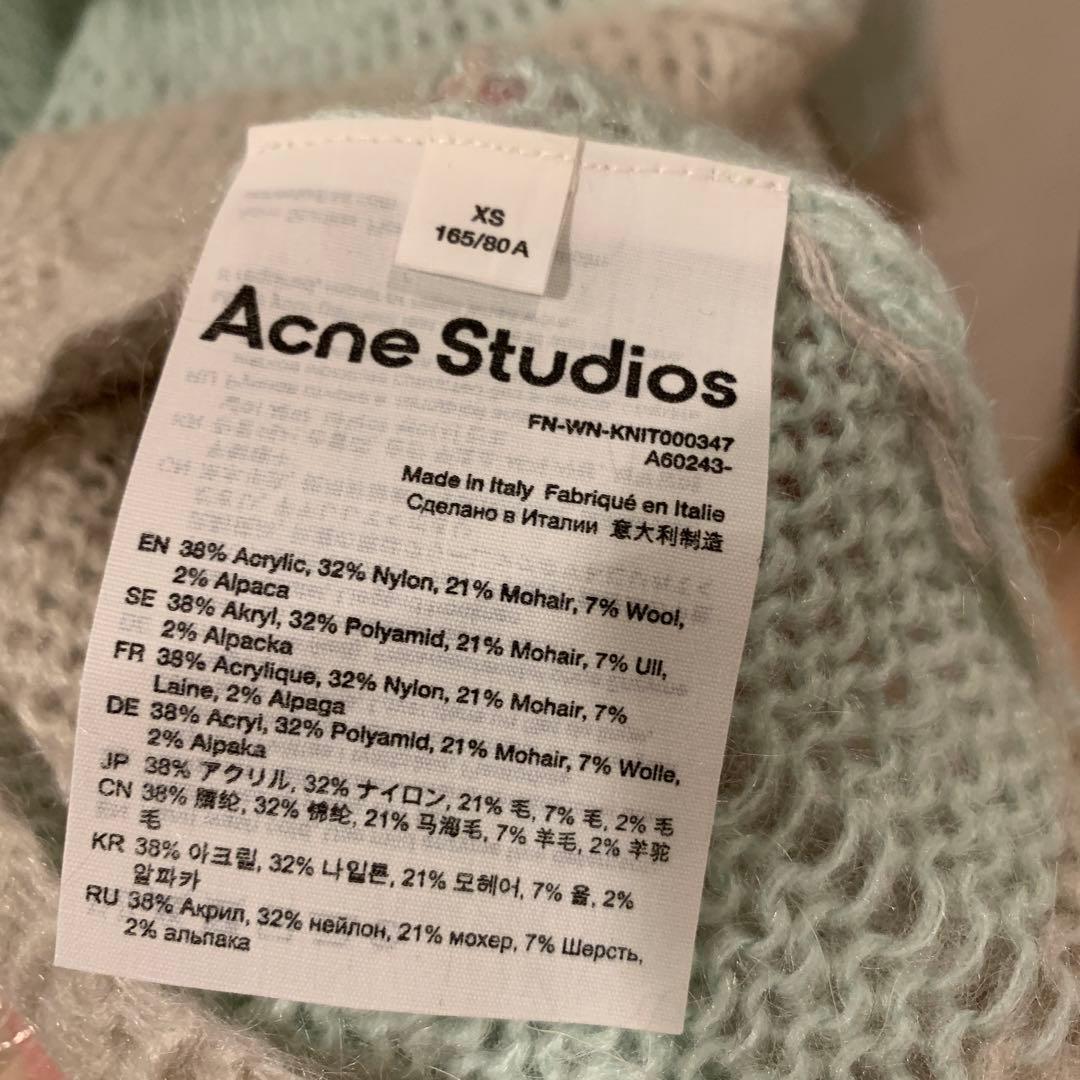 XS
165/80A
Acne Studios
FN-WN-KNIT000347
A60243-
Made in Italy Fabriqué en Italie
Сделано в Италии 意大利制造
EN 38% Acrylic, 32% Nylon, 21% Mohair, 7% Wool,
2% Alpaca
SE 38% Akryl, 32% Polyamid, 21% Mohair, 7% Ull,
2% Alpacka
FR 38% Acrylique, 32% Nylon, 21% Mohair, 7%
Laine, 2% Alpaga
DE 38% Acryl, 32% Polyamid, 21% Mohair, 7% Wolle,
2% Alpaka
JP 38% アクリル, 32% ナイロン, 21% 毛, 7% 毛, 2% 毛
CN 38% 腈纶, 32% 锦纶, 21% 马海毛, 7% 羊毛, 2% 羊驼
毛
KR 38% 아크릴, 32% 나일론, 21% 모헤어, 7% 울, 2%
알파카
RU 38% Акрил, 32% нейлон, 21% мохер, 7% Шерсть,
2% альпака